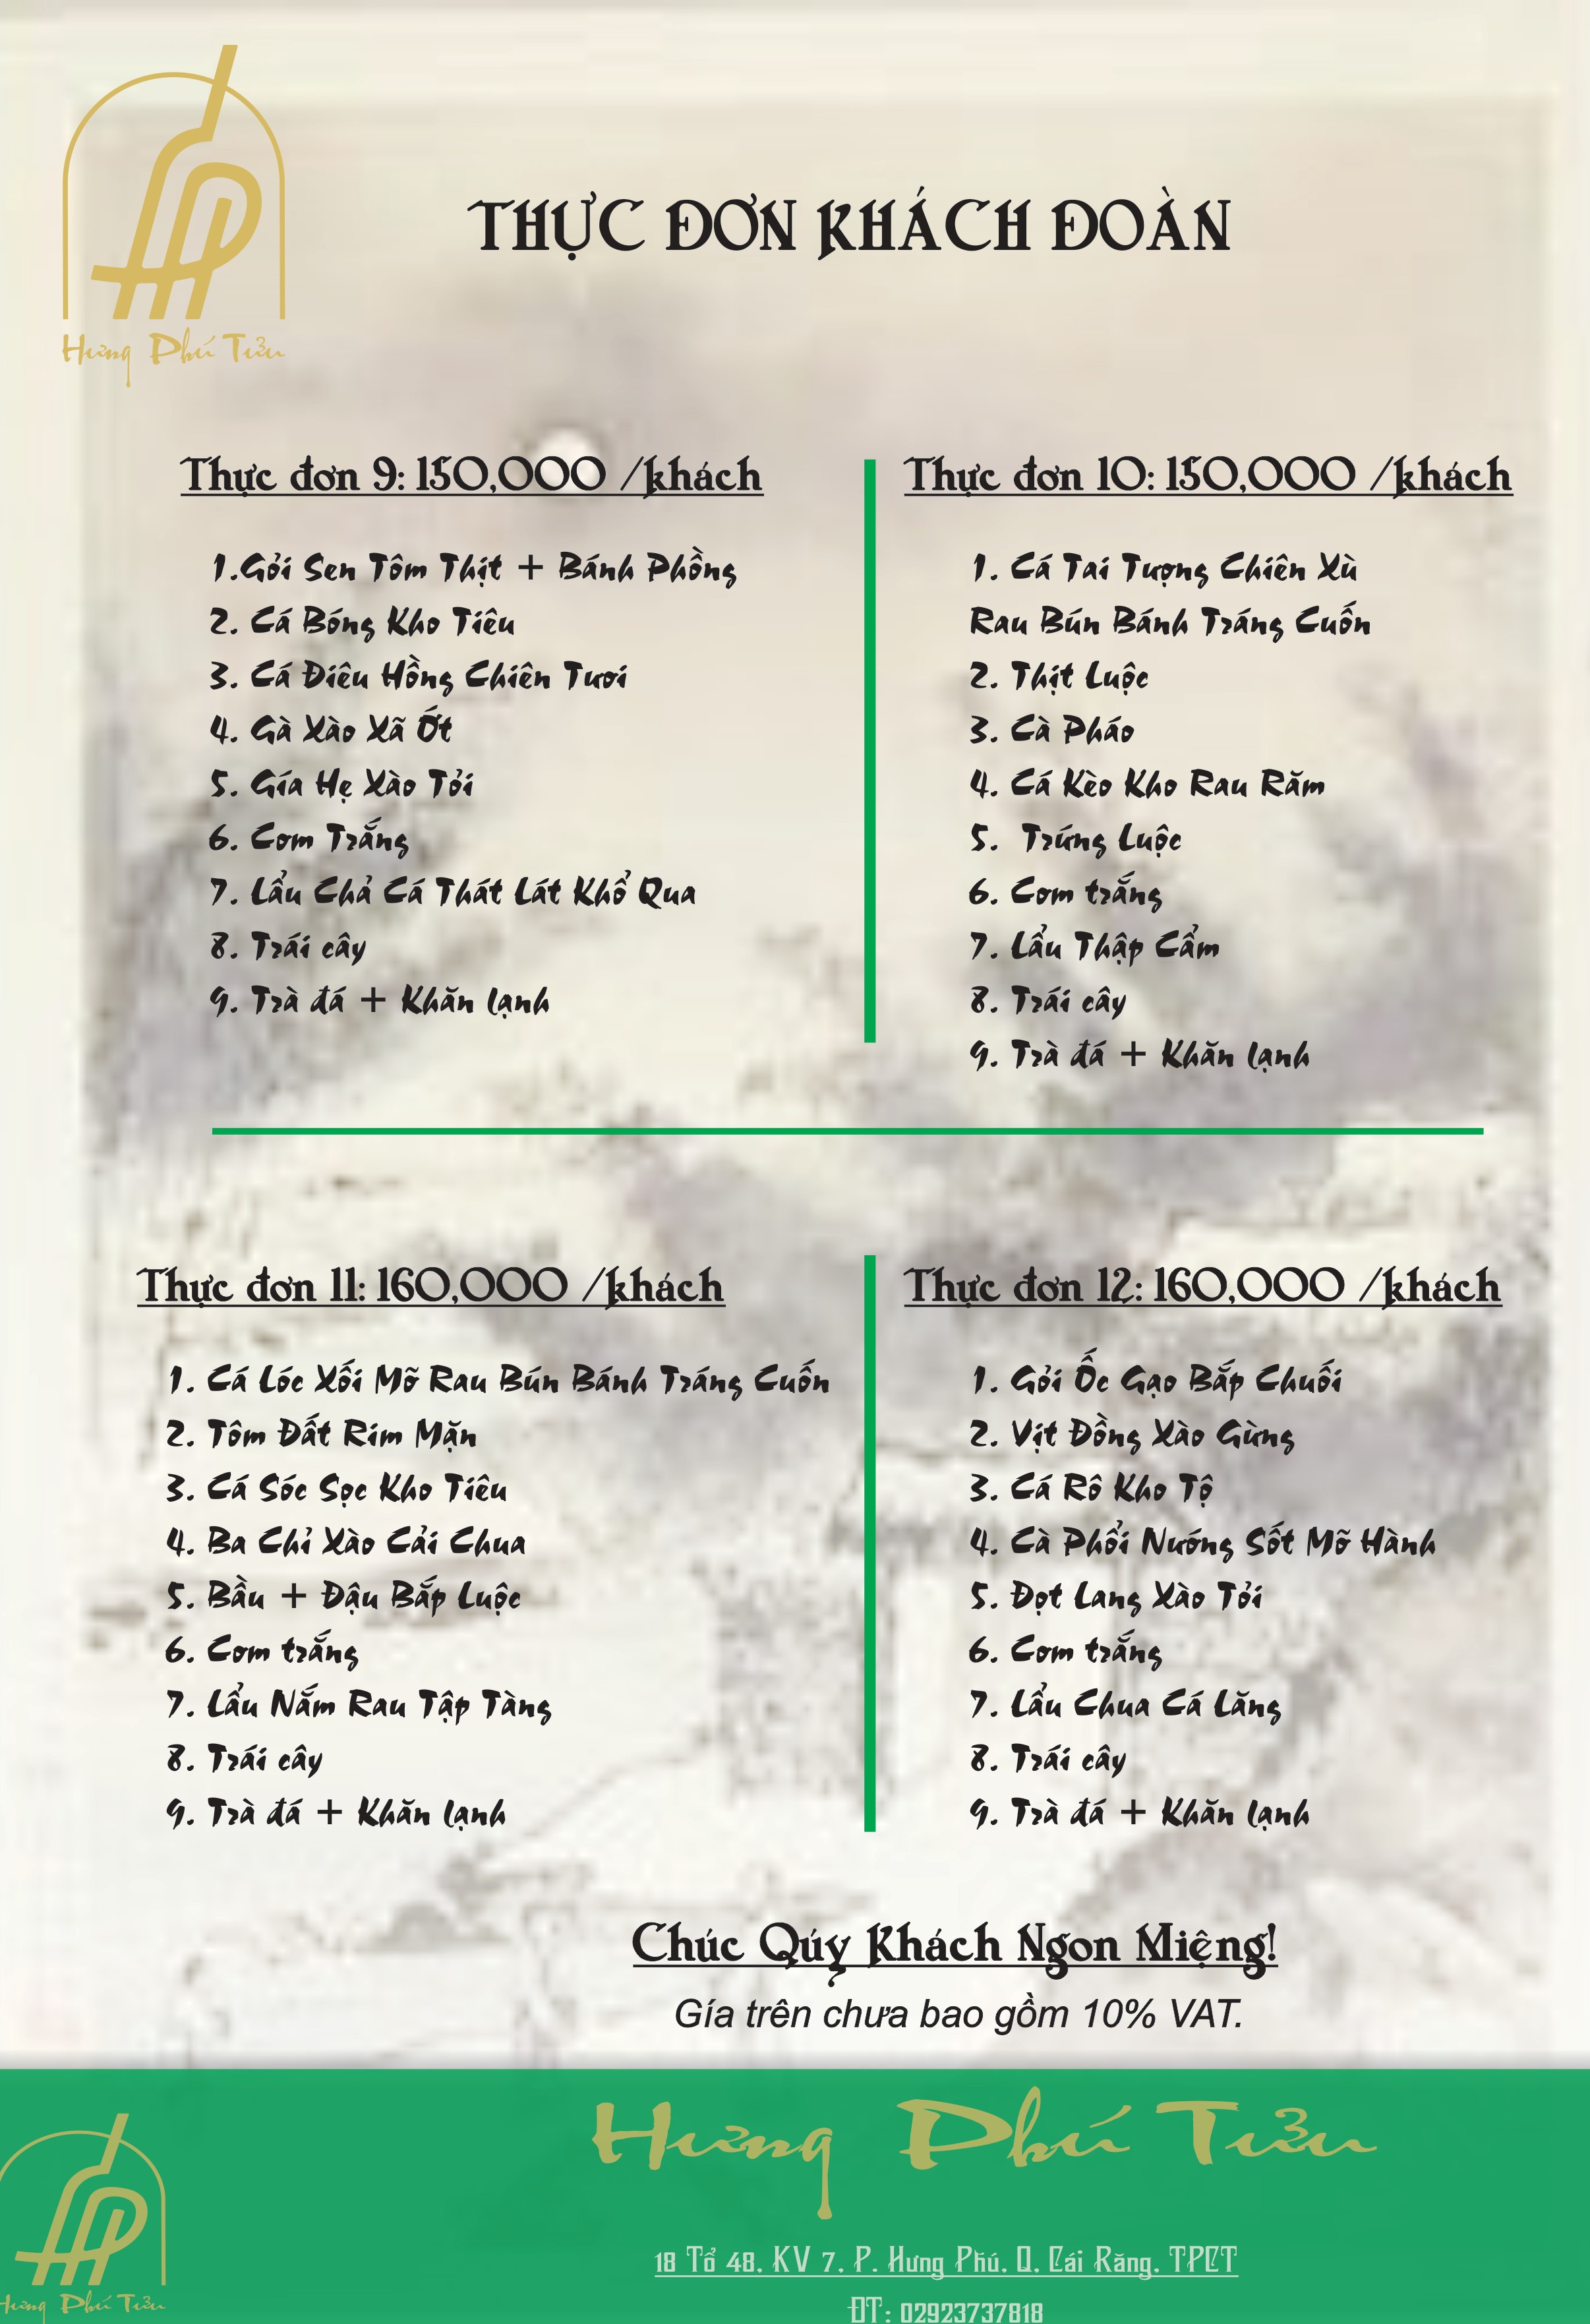 Hưng Phú Tửu
THỰC ĐƠN KHÁCH ĐOÀN
Thực đơn 9: 150,000 /khách
1.Gỏi Sen Tôm Thịt + Bánh Phồng
2. Cá Bóng Kho Tiêu
3. Cá Điêu Hồng Chiên Tươi
4. Gà Xào Xã Ớt
5. Gía Hẹ Xào Tỏi
6. Cơm Trắng
7. Lẩu Chả Cá Thát Lát Khổ Qua
8. Trái cây
9. Trà đá + Khăn lạnh
Thực đơn 10: 150,000 /khách
1. Cá Tai Tượng Chiên Xù
Rau Bún Bánh Tráng Cuốn
2. Thịt Luộc
3. Cà Pháo
4. Cá Kèo Kho Rau Răm
5. Trứng Luộc
6. Cơm trắng
7. Lẩu Thập Cẩm
8. Trái cây
9. Trà đá + Khăn lạnh
Thực đơn 11: 160,000 /khách
1. Cá Lóc Xối Mỡ Rau Bún Bánh Tráng Cuốn
2. Tôm Đất Rim Mặn
3. Cá Sóc Sọc Kho Tiêu
4. Ba Chỉ Xào Cải Chua
5. Bầu + Đậu Bắp Luộc
6. Cơm trắng
7. Lẩu Nắm Rau Tập Tàng
8. Trái cây
9. Trà đá + Khăn lạnh
Thực đơn 12: 160,000 /khách
1. Gỏi Ốc Gạo Bắp Chuối
2. Vịt Đồng Xào Gừng
3. Cá Rô Kho Tộ
4. Cà Phổi Nướng Sốt Mỡ Hành
5. Đọt Lang Xào Tỏi
6. Cơm trắng
7. Lẩu Chua Cá Lăng
8. Trái cây
9. Trà đá + Khăn lạnh
Chúc Qúy Khách Ngon Miệng!
Gía trên chưa bao gồm 10% VAT.
Hưng Phú Tửu
Hưng Phú Tửu
18 Tổ 48, KV 7, P. Hưng Phú, Q. Cái Răng, TPCT
ĐT: 02923737818